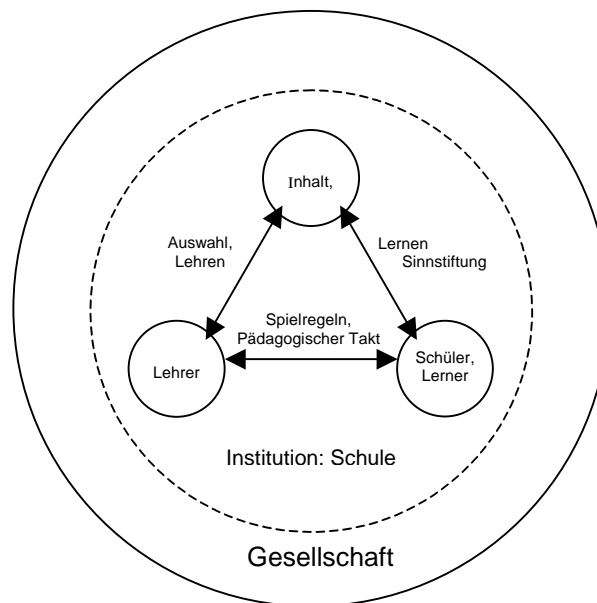 Inhalt,
Auswahl,
Lehren
Lernen
Sinnstiftung
Spielregeln,
Pädagogischer Takt
Lehrer
Schüler,
Lerner
Institution: Schule
Gesellschaft